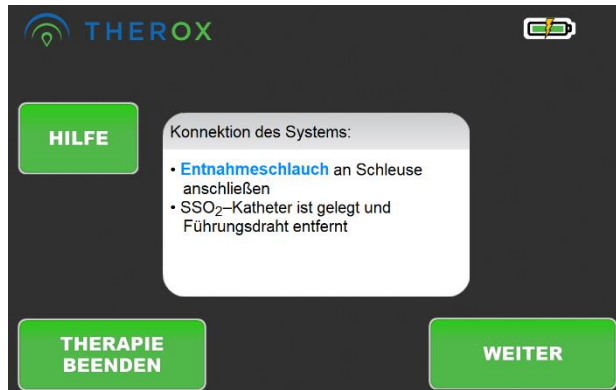 THEROX
HILFE
Konnektion des Systems:
• Entnahmeschlauch an Schleuse
anschließen
• SSO₂–Katheter ist gelegt und
Führungsdraht entfernt
THERAPIE
BEENDEN
WEITER